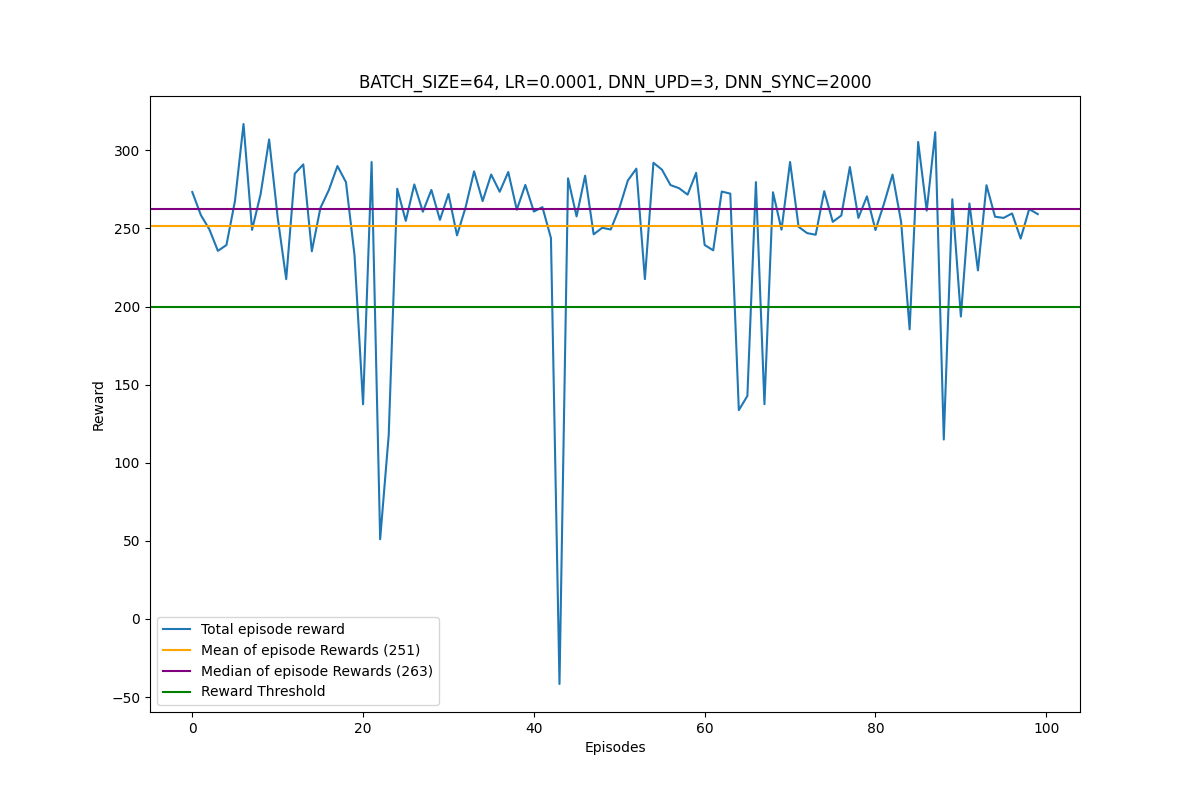 BATCH_SIZE=64, LR=0.0001, DNN_UPD=3, DNN_SYNC=2000
300
250
200
150
100
50
0
−50
Reward
Total episode reward
Mean of episode Rewards (251)
Median of episode Rewards (263)
Reward Threshold
0 20 40 60 80 100
Episodes